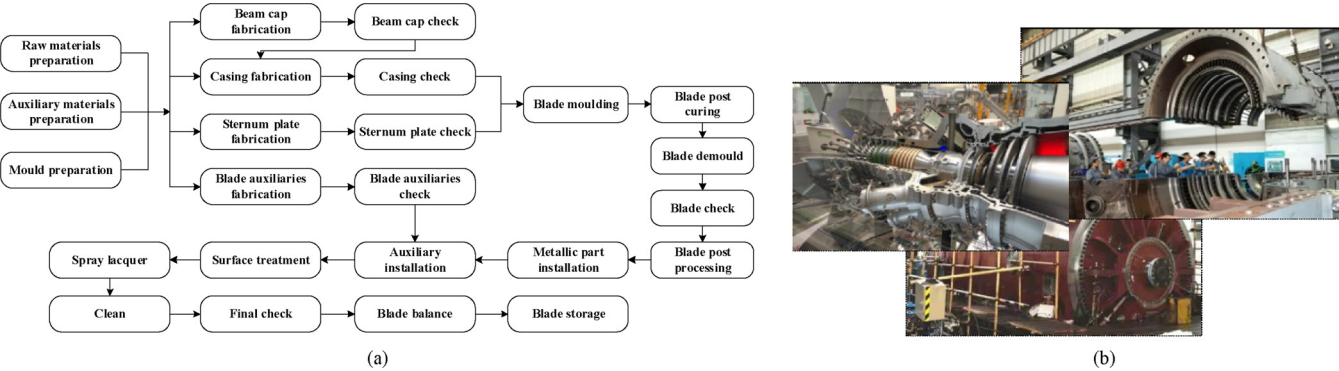 Raw materials
preparation
Auxiliary materials
preparation
Mould preparation
Beam cap
fabrication
Beam cap check
Casing fabrication
Casing check
Sternum plate
fabrication
Sternum plate check
Blade auxiliaries
fabrication
Blade auxiliaries
check
Blade moulding
Blade post
curing
Blade demould
Blade check
Blade post
processing
Metallic part
installation
Auxiliary
installation
Surface treatment
Spray lacquer
Clean
Final check
Blade balance
Blade storage
(a)
(b)